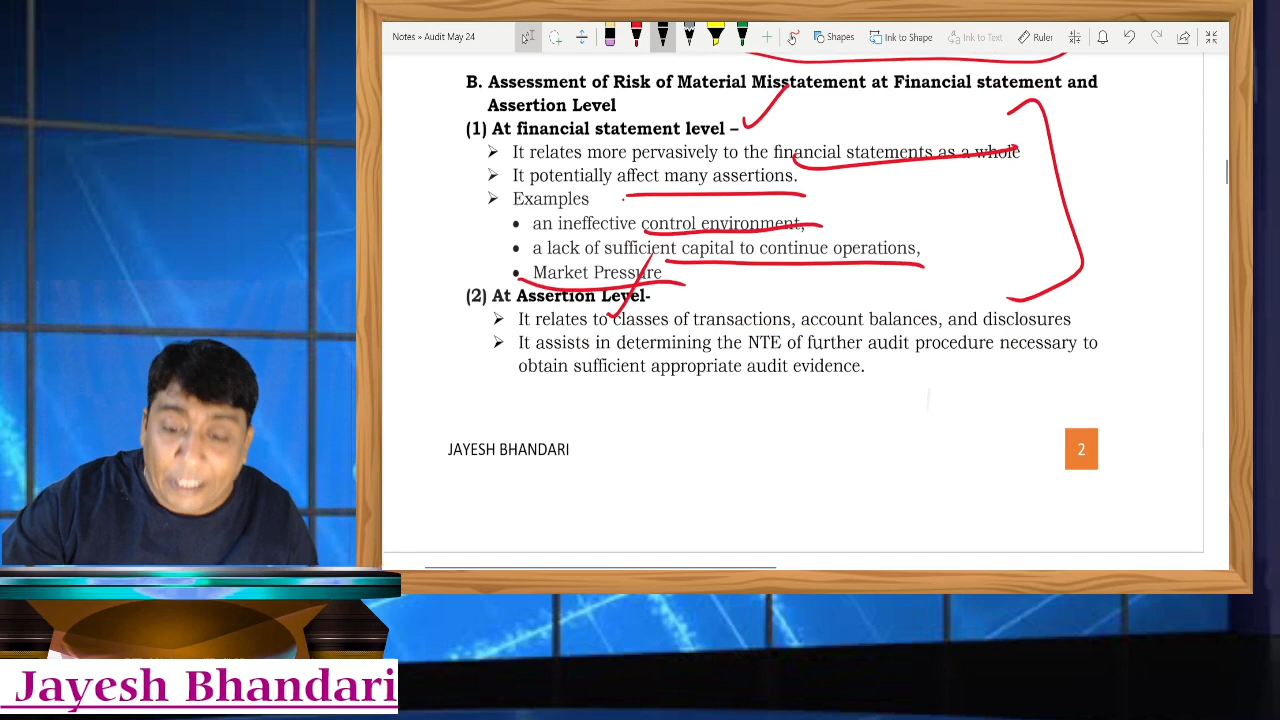 Notes » Audit May 24
Shapes
Ink to Shape
Ink to Text
Ruler
B. Assessment of Risk of Material Misstatement at Financial statement and
Assertion Level
(1) At financial statement level –
➢ It relates more pervasively to the financial statements as a whole
➢ It potentially affect many assertions.
➢ Examples
• an ineffective control environment,
• a lack of sufficient capital to continue operations,
• Market Pressure
(2) At Assertion Level-
➢ It relates to classes of transactions, account balances, and disclosures
➢ It assists in determining the NTE of further audit procedure necessary to
obtain sufficient appropriate audit evidence.
JAYESH BHANDARI
2
Jayesh Bhandari